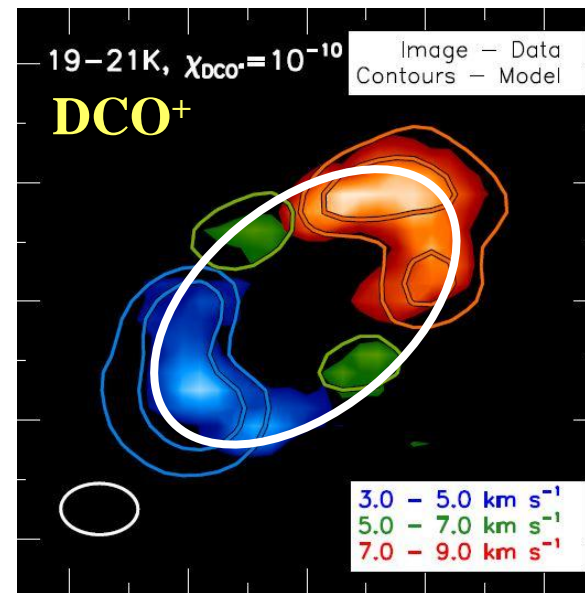 19−21K, χDCO+=10−10
Image − Data
Contours − Model
DCO+
3.0 − 5.0 km s−1
5.0 − 7.0 km s−1
7.0 − 9.0 km s−1